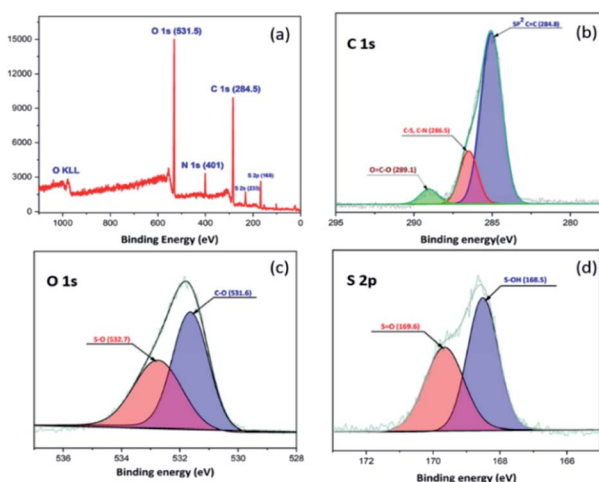 (a)
O 1s (531.5)
C 1s (284.5)
N 1s (401)
S 2p (168)
S 2s (233)
O KLL
15000
12000
9000
6000
3000
0
1000
800
600
400
200
0
Binding Energy (eV)
(b)
C 1s
SP2 C=C (284.8)
C-S, C-N (286.5)
O=C-O (289.1)
295
290
285
280
Binding energy(eV)
(c)
O 1s
C-O (531.6)
S-O (532.7)
536
534
532
530
528
Binding energy (eV)
(d)
S 2p
S-OH (168.5)
S=O (169.6)
172
170
168
166
Binding energy (eV)